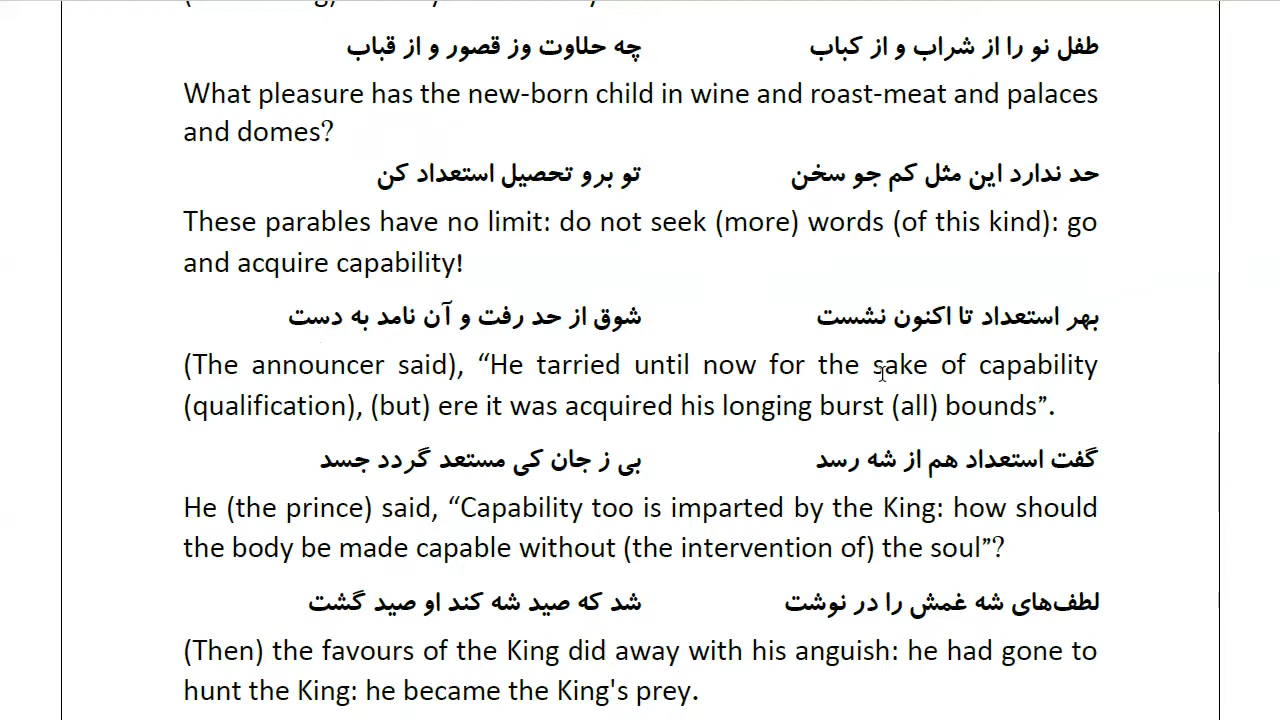 طفل نو را از شراب و از کباب چه حلاوت وز قصور و از قباب
What pleasure has the new-born child in wine and roast-meat and palaces
and domes?
حد ندارد این مثل کم جو سخن تو برو تحصیل استعداد کن
These parables have no limit: do not seek (more) words (of this kind): go
and acquire capability!
بهر استعداد تا اکنون نشست شوق از حد رفت و آن نامد به دست
(The announcer said), “He tarried until now for the sake of capability
(qualification), (but) ere it was acquired his longing burst (all) bounds”.
گفت استعداد هم از شه رسد بی ز جان کی مستعد گردد جسد
He (the prince) said, “Capability too is imparted by the King: how should
the body be made capable without (the intervention of) the soul”?
لطف‌های شه غمش را در نوشت شد که صید شه کند او صید گشت
(Then) the favours of the King did away with his anguish: he had gone to
hunt the King: he became the King's prey.